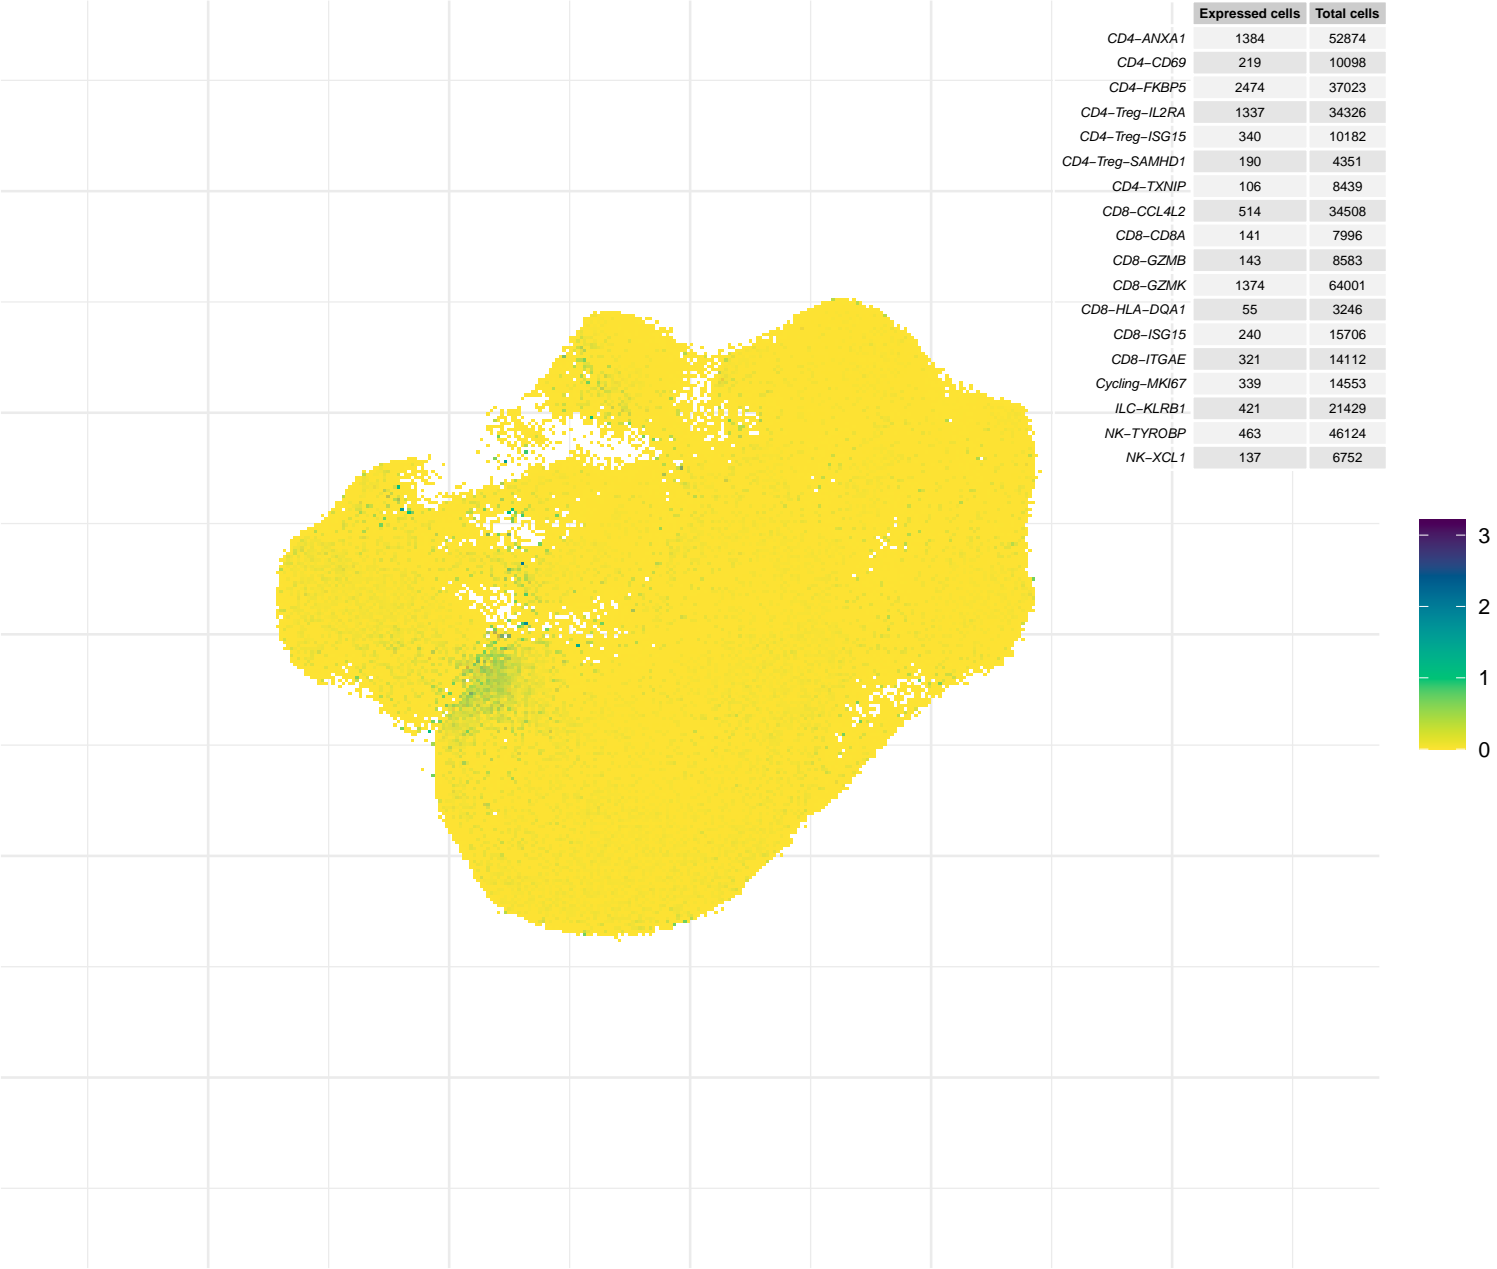 Expressed cells Total cells
CD4−ANXA1 1384 52874
CD4−CD69 219 10098
CD4−FKBP5 2474 37023
CD4−Treg−IL2RA 1337 34326
CD4−Treg−ISG15 340 10182
CD4−Treg−SAMHD1 190 4351
CD4−TXNIP 106 8439
CD8−CCL4L2 514 34508
CD8−CD8A 141 7996
CD8−GZMB 143 8583
CD8−GZMK 1374 64001
CD8−HLA−DQA1 55 3246
CD8−ISG15 240 15706
CD8−ITGAE 321 14112
Cycling−MKI67 339 14553
ILC−KLRB1 421 21429
NK−TYROBP 463 46124
NK−XCL1 137 6752
3
2
1
0